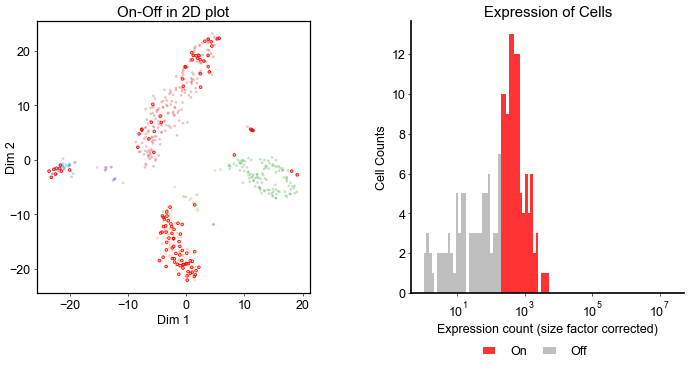 On-Off in 2D plot
Dim 2
20
10
0
−10
−20
−20
−10
0
10
20
Dim 1
Expression of Cells
Cell Counts
12
10
8
6
4
2
0
10^1
10^3
10^5
10^7
Expression count (size factor corrected)
On
Off